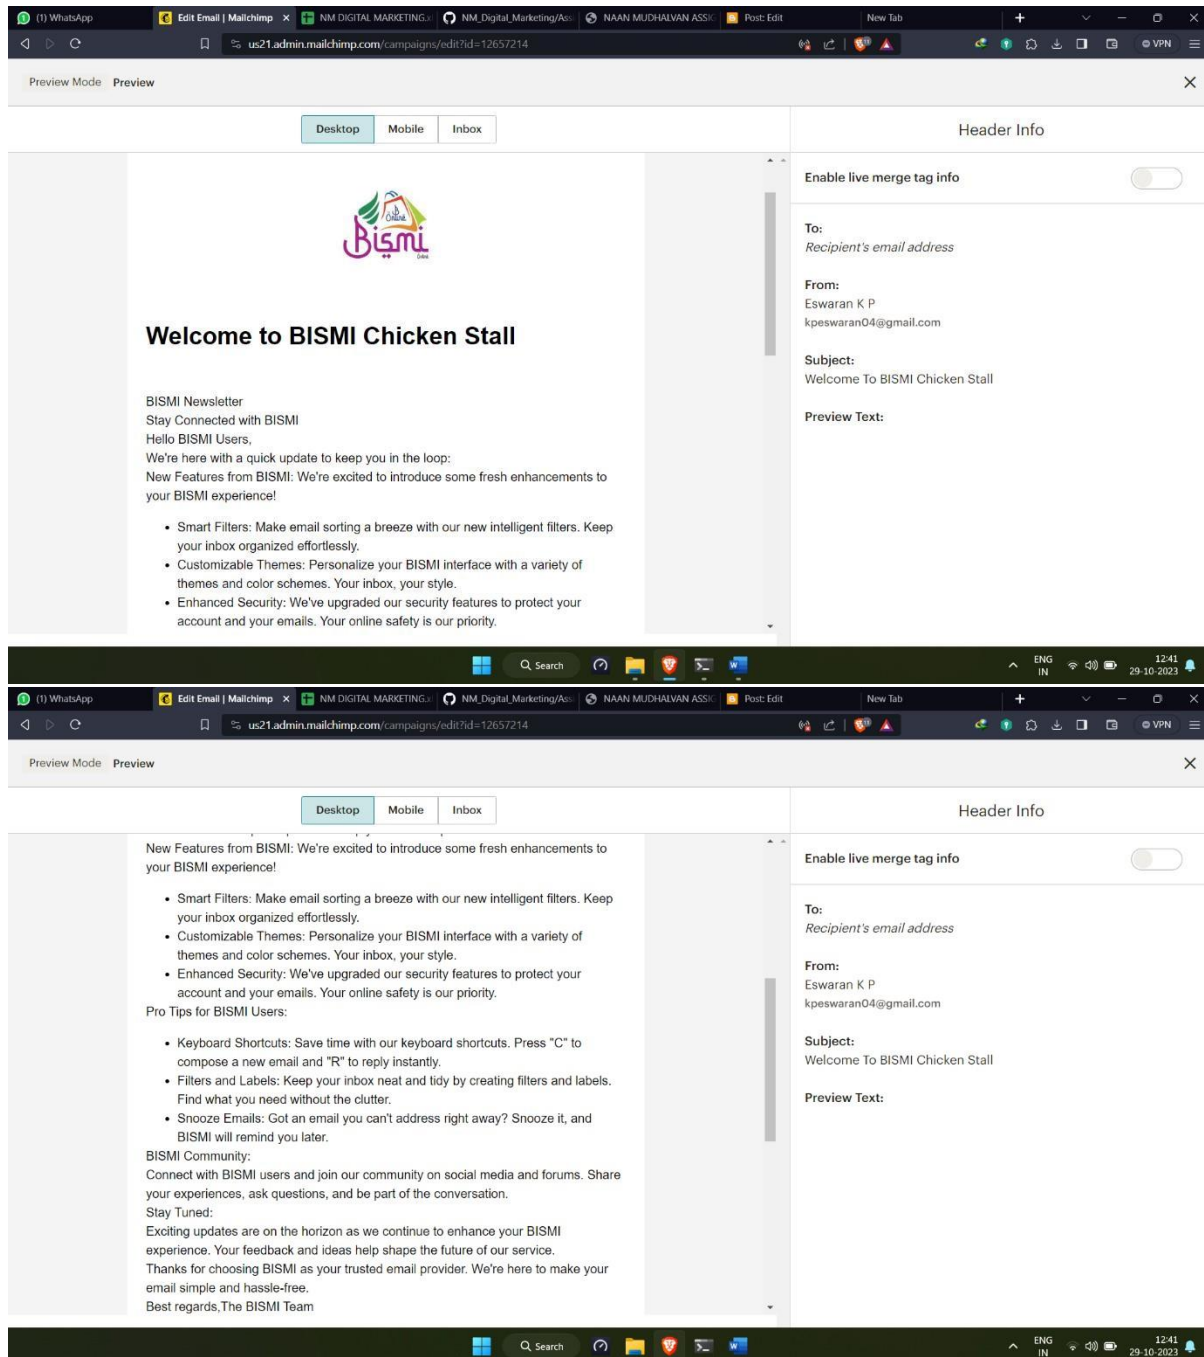 (1) WhatsApp
Edit Email | Mailchimp
NM DIGITAL MARKETING.x
NM_Digital_Marketing/Ass
NAAN MUDHALVAN ASSIG
Post: Edit
New Tab
us21.admin.mailchimp.com/campaigns/edit?id=12657214
VPN
Preview Mode Preview
Desktop Mobile Inbox
Header Info
Online
Bismi
Welcome to BISMI Chicken Stall
BISMI Newsletter
Stay Connected with BISMI
Hello BISMI Users,
We're here with a quick update to keep you in the loop:
New Features from BISMI: We're excited to introduce some fresh enhancements to
your BISMI experience!
• Smart Filters: Make email sorting a breeze with our new intelligent filters. Keep
your inbox organized effortlessly.
• Customizable Themes: Personalize your BISMI interface with a variety of
themes and color schemes. Your inbox, your style.
• Enhanced Security: We've upgraded our security features to protect your
account and your emails. Your online safety is our priority.
Enable live merge tag info
To:
Recipient's email address
From:
Eswaran K P
kpeswaran04@gmail.com
Subject:
Welcome To BISMI Chicken Stall
Preview Text:
Search
ENG
IN
12:41
29-10-2023
(1) WhatsApp
Edit Email | Mailchimp
NM DIGITAL MARKETING.x
NM_Digital_Marketing/Ass
NAAN MUDHALVAN ASSIG
Post: Edit
New Tab
us21.admin.mailchimp.com/campaigns/edit?id=12657214
VPN
Preview Mode Preview
Desktop Mobile Inbox
Header Info
New Features from BISMI: We're excited to introduce some fresh enhancements to
your BISMI experience!
• Smart Filters: Make email sorting a breeze with our new intelligent filters. Keep
your inbox organized effortlessly.
• Customizable Themes: Personalize your BISMI interface with a variety of
themes and color schemes. Your inbox, your style.
• Enhanced Security: We've upgraded our security features to protect your
account and your emails. Your online safety is our priority.
Pro Tips for BISMI Users:
• Keyboard Shortcuts: Save time with our keyboard shortcuts. Press "C" to
compose a new email and "R" to reply instantly.
• Filters and Labels: Keep your inbox neat and tidy by creating filters and labels.
Find what you need without the clutter.
• Snooze Emails: Got an email you can't address right away? Snooze it, and
BISMI will remind you later.
BISMI Community:
Connect with BISMI users and join our community on social media and forums. Share
your experiences, ask questions, and be part of the conversation.
Stay Tuned:
Exciting updates are on the horizon as we continue to enhance your BISMI
experience. Your feedback and ideas help shape the future of our service.
Thanks for choosing BISMI as your trusted email provider. We're here to make your
email simple and hassle-free.
Best regards,The BISMI Team
Enable live merge tag info
To:
Recipient's email address
From:
Eswaran K P
kpeswaran04@gmail.com
Subject:
Welcome To BISMI Chicken Stall
Preview Text:
Search
ENG
IN
12:41
29-10-2023